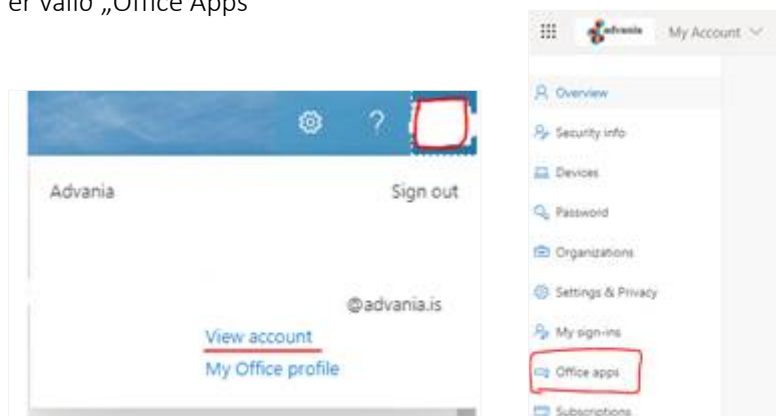 er valið „Office Apps“
?
Advania
Sign out
@advania.is
View account
My Office profile
advania
My Account
Overview
Security info
Devices
Password
Organizations
Settings & Privacy
My sign-ins
Office apps
Subscriptions